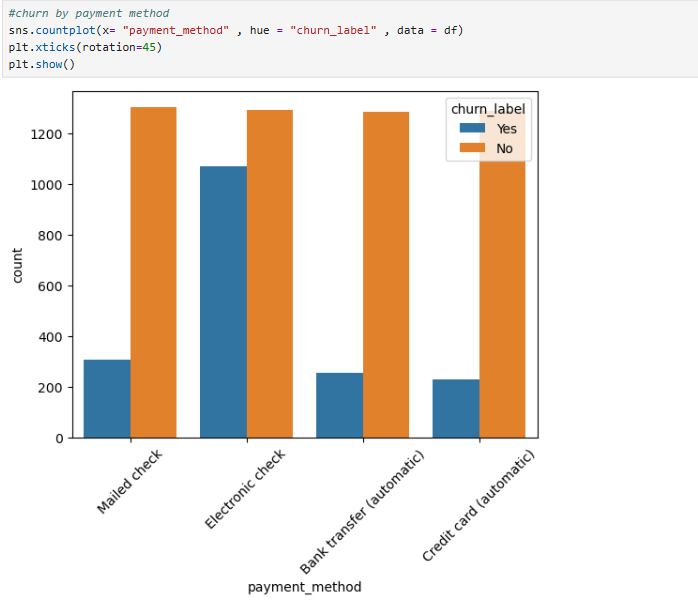 #churn by payment method
sns.countplot(x= "payment_method" , hue = "churn_label" , data = df)
plt.xticks(rotation=45)
plt.show()
churn_label
Yes
No
1200
1000
800
600
400
200
0
count
Mailed check
Electronic check
Bank transfer (automatic)
Credit card (automatic)
payment_method